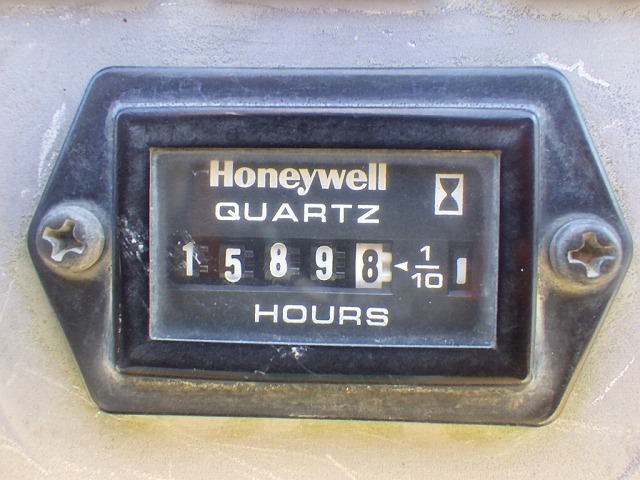 Honeywell
QUARTZ
15898 ◄ 1/10
HOURS